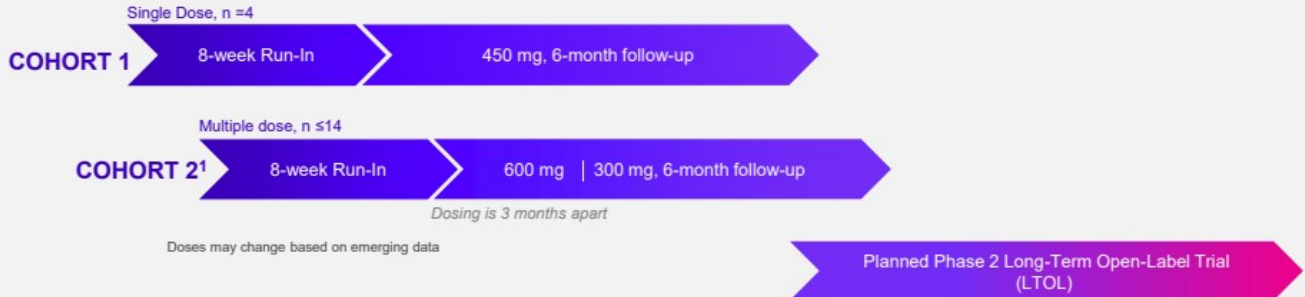 Single Dose, n =4
COHORT 1
8-week Run-In
450 mg, 6-month follow-up
Multiple dose, n ≤14
COHORT 2¹
8-week Run-In
600 mg | 300 mg, 6-month follow-up
Dosing is 3 months apart
Doses may change based on emerging data
Planned Phase 2 Long-Term Open-Label Trial
(LTOL)